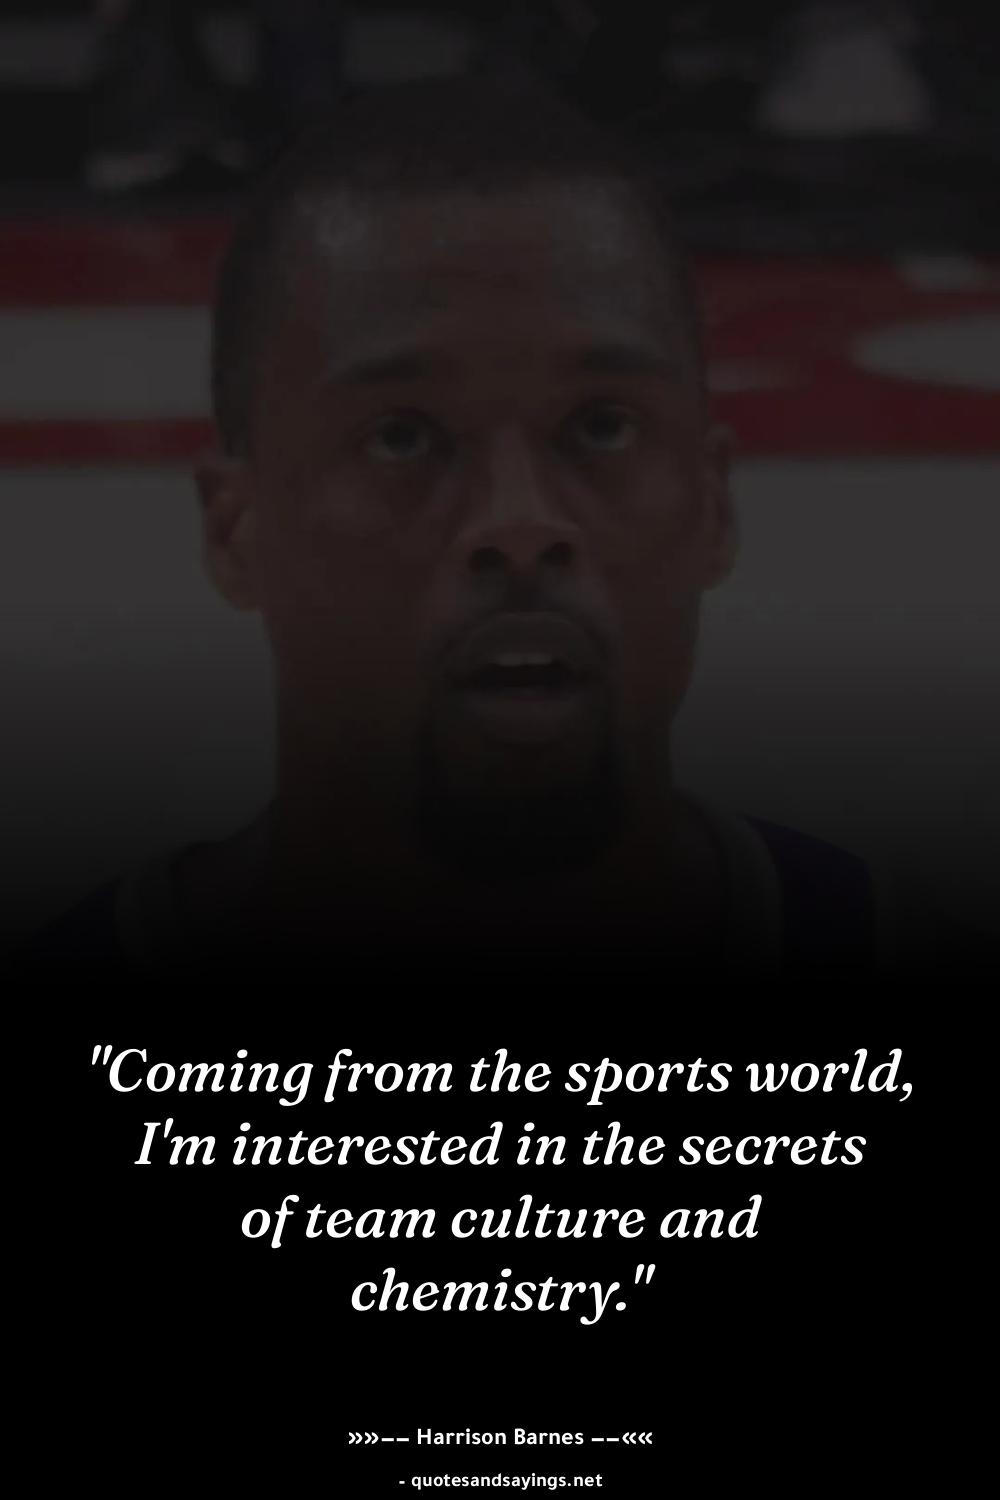 "Coming from the sports world,
I'm interested in the secrets
of team culture and
chemistry."
»»–– Harrison Barnes ––««
- quotesandsayings.net